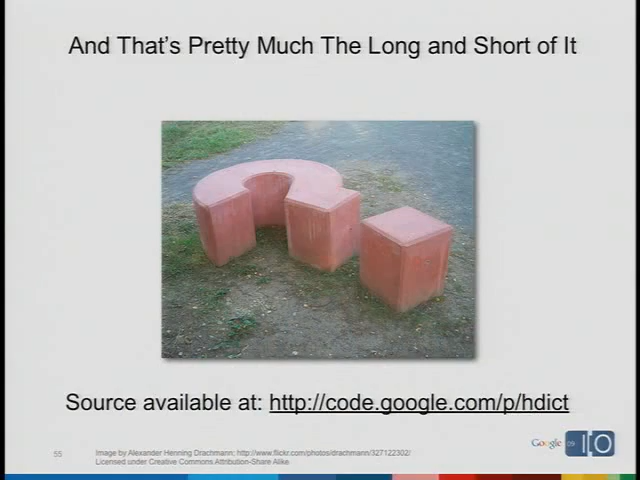 And That's Pretty Much The Long and Short of It
Source available at: http://code.google.com/p/hdict
55
Image by Alexander Henning Drachmann; http://www.flickr.com/photos/drachmann/327122302/
Licensed under Creative Commons Attribution-Share Alike
Google 09 I/O